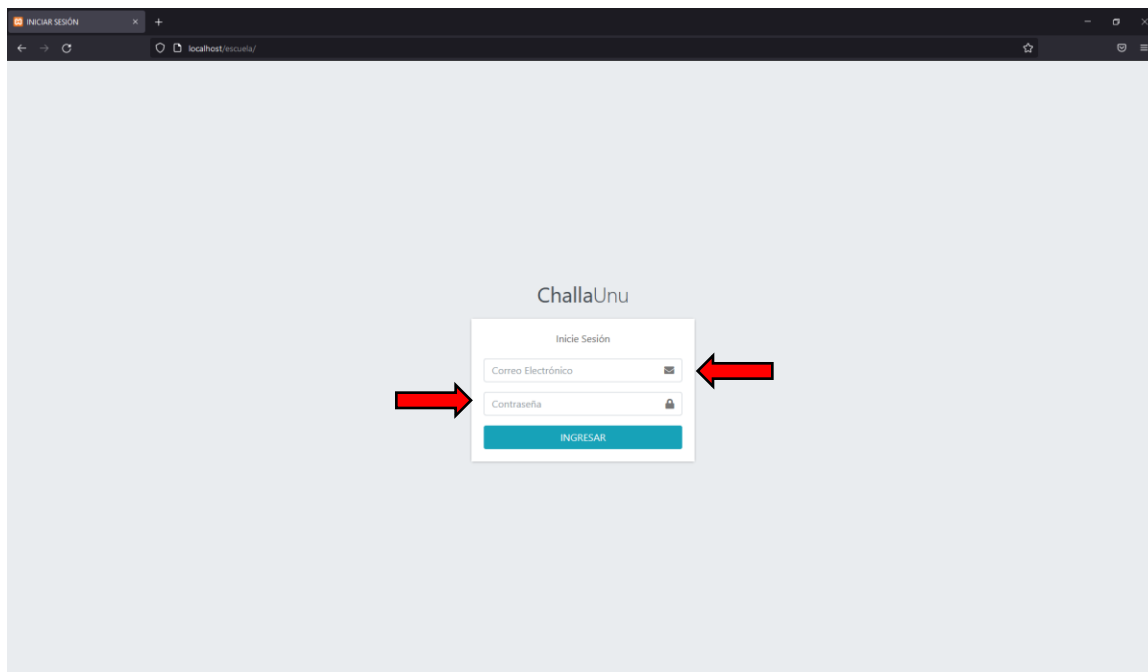 INICIAR SESIÓN
localhost/escuela/
ChallaUnu
Inicie Sesión
Correo Electrónico
Contraseña
INGRESAR